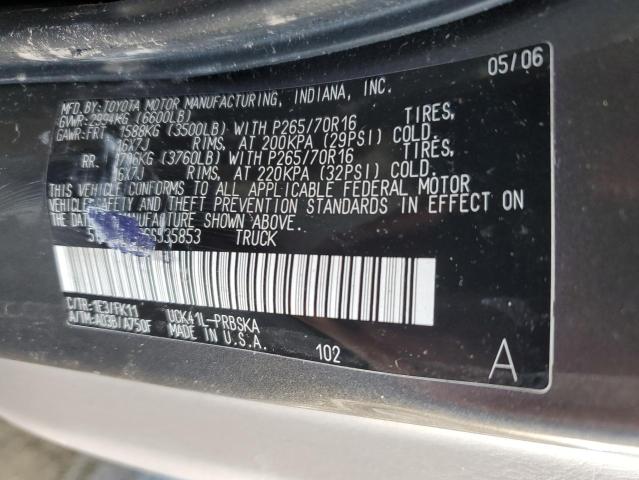 05/06
MFD. BY: TOYOTA MOTOR MANUFACTURING, INDIANA, INC.
GVWR: 2994KG (6600LB)
GAWR: FRT. 1588KG (3500LB) WITH P265/70R16 TIRES,
16X7J RIMS, AT 200KPA (29PSI) COLD.
RR. 1706KG (3760LB) WITH P265/70R16 TIRES,
16X7J RIMS, AT 220KPA (32PSI) COLD.
THIS VEHICLE CONFORMS TO ALL APPLICABLE FEDERAL MOTOR
VEHICLE SAFETY AND THEFT PREVENTION STANDARDS IN EFFECT ON
THE DATE OF MANUFACTURE SHOWN ABOVE.
S535853 TRUCK
C/TR: 1E3/FK11 UCK41L-PRBSKA
A/TM: A03B/A750F MADE IN U.S.A.
102
A